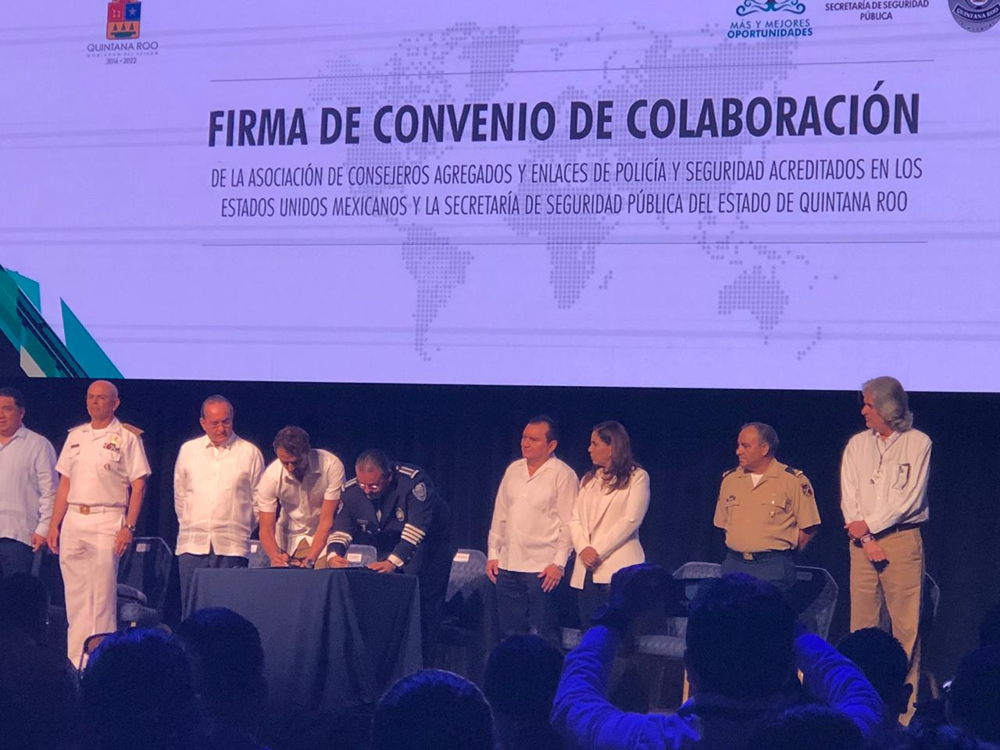 QUINTANA ROO
GOBIERNO DEL ESTADO
2016 • 2022
MÁS Y MEJORES
OPORTUNIDADES
SECRETARÍA DE SEGURIDAD
PÚBLICA
QUINTANA ROO
FIRMA DE CONVENIO DE COLABORACIÓN
DE LA ASOCIACIÓN DE CONSEJEROS AGREGADOS Y ENLACES DE POLICÍA Y SEGURIDAD ACREDITADOS EN LOS
ESTADOS UNIDOS MEXICANOS Y LA SECRETARÍA DE SEGURIDAD PÚBLICA DEL ESTADO DE QUINTANA ROO